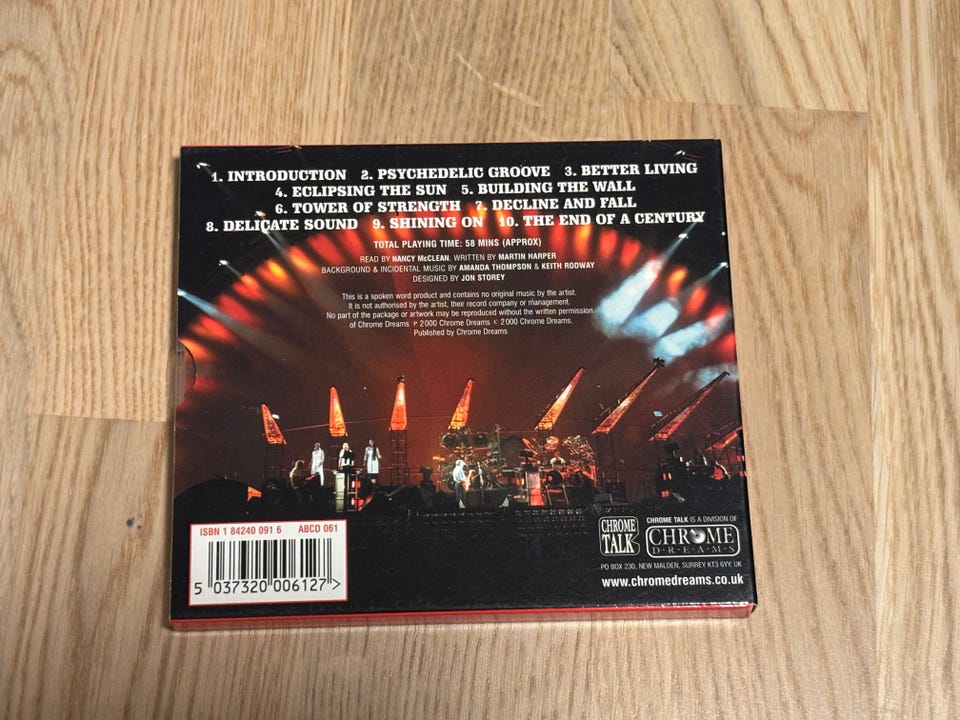 1. INTRODUCTION 2. PSYCHEDELIC GROOVE 3. BETTER LIVING
4. ECLIPSING THE SUN 5. BUILDING THE WALL
6. TOWER OF STRENGTH 7. DECLINE AND FALL
8. DELICATE SOUND 9. SHINING ON 10. THE END OF A CENTURY
TOTAL PLAYING TIME: 58 MINS (APPROX)
READ BY NANCY McCLEAN. WRITTEN BY MARTIN HARPER
BACKGROUND & INCIDENTAL MUSIC BY AMANDA THOMPSON & KEITH RODWAY
DESIGNED BY JON STOREY
This is a spoken word product and contains no original music by the artist.
It is not authorised by the artist, their record company or management.
No part of the package or artwork may be reproduced without the written permission
of Chrome Dreams ℗ 2000 Chrome Dreams © 2000 Chrome Dreams.
Published by Chrome Dreams
ISBN 1 84240 091 6 ABCD 061
5 037320 006127 >
CHROME TALK
CHROME TALK IS A DIVISION OF
CHROME
D·R·E·A·M·S
PO BOX 230, NEW MALDEN, SURREY KT3 6YY. UK
www.chromedreams.co.uk